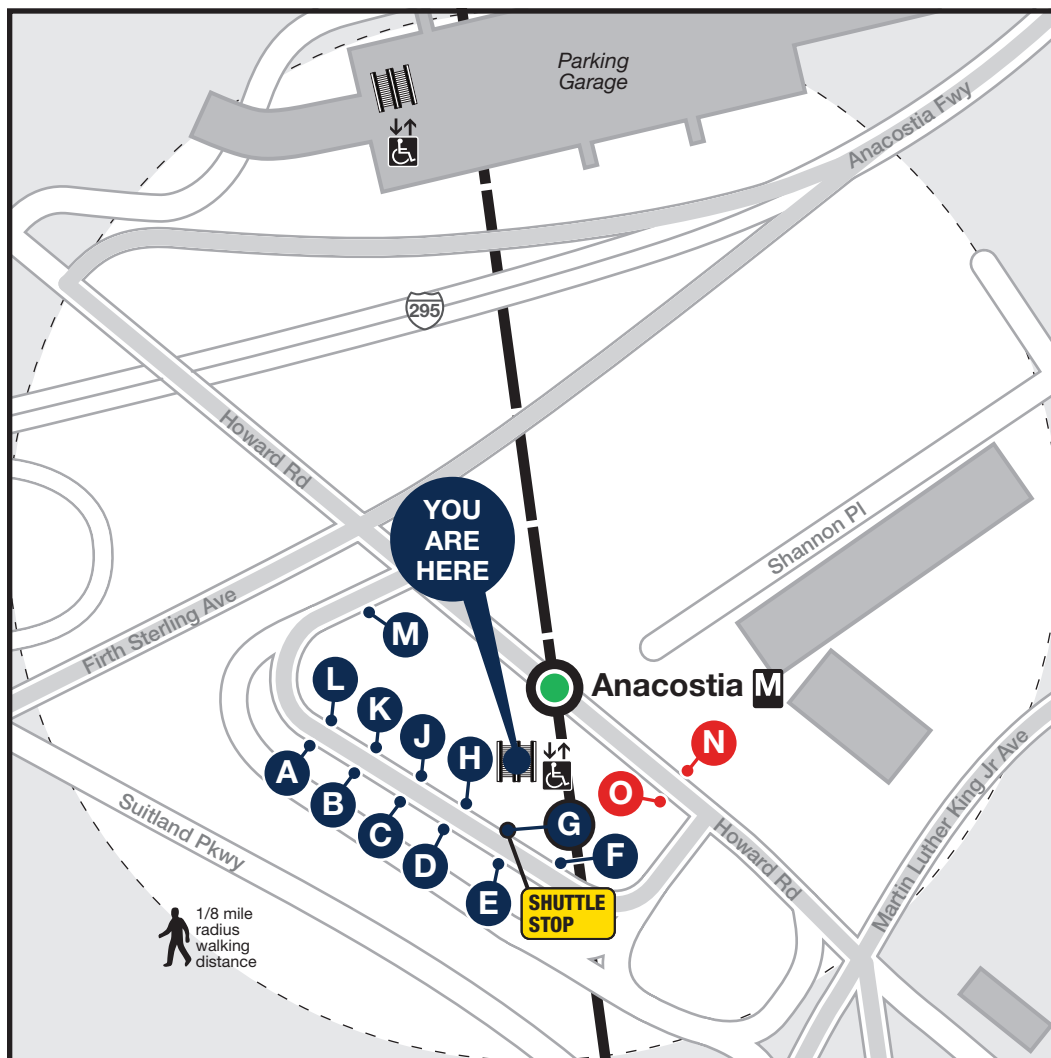 Parking
Garage
Anacostia Fwy
295
Howard Rd
YOU
ARE
HERE
Shannon Pl
Firth Sterling Ave
M
L
K
J
H
Anacostia M
N
O
A
B
C
D
E
G
F
Suitland Pkwy
Howard Rd
Martin Luther King Jr Ave
SHUTTLE
STOP
1/8 mile
radius
walking
distance